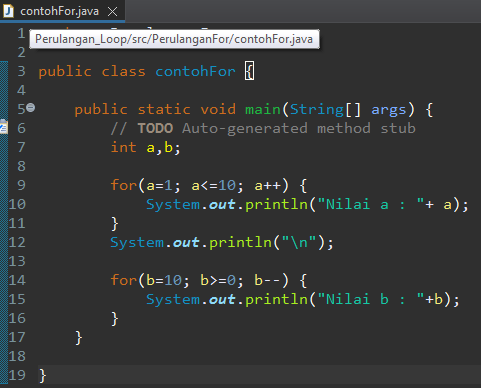 contohFor.java
1
Perulangan_Loop/src/PerulanganFor/contohFor.java
2
3 public class contohFor {
4
5 public static void main(String[] args) {
6 // TODO Auto-generated method stub
7 int a,b;
8
9 for(a=1; a<=10; a++) {
10 System.out.println("Nilai a : "+ a);
11 }
12 System.out.println("\n");
13
14 for(b=10; b>=0; b--) {
15 System.out.println("Nilai b : "+b);
16 }
17 }
18
19 }